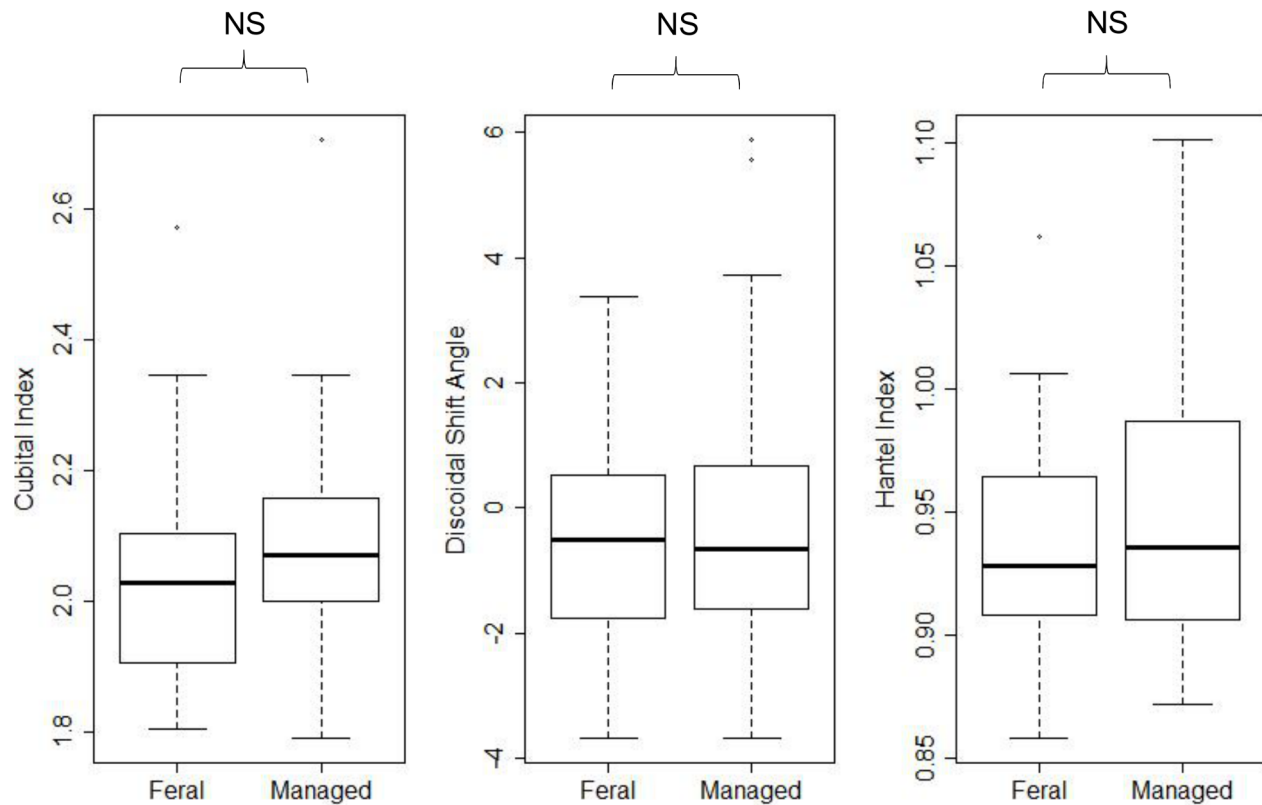 NS
NS
NS
Cubital Index
1.8
2.0
2.2
2.4
2.6
Feral
Managed
Discoidal Shift Angle
-4
-2
0
2
4
6
Feral
Managed
Hantel Index
0.85
0.90
0.95
1.00
1.05
1.10
Feral
Managed